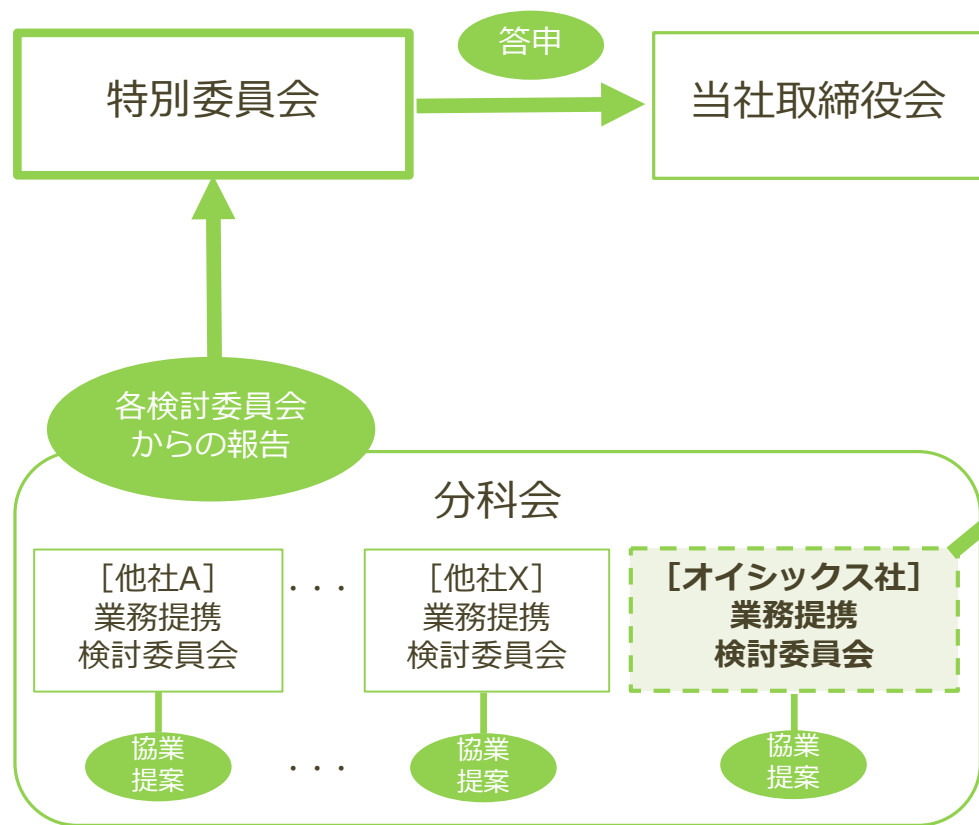 答申
特別委員会
当社取締役会
各検討委員会
からの報告
分科会
［他社A］
業務提携
検討委員会
・・・
［他社X］
業務提携
検討委員会
［オイシックス社］
業務提携
検討委員会
協業
提案
・・・
協業
提案
協業
提案